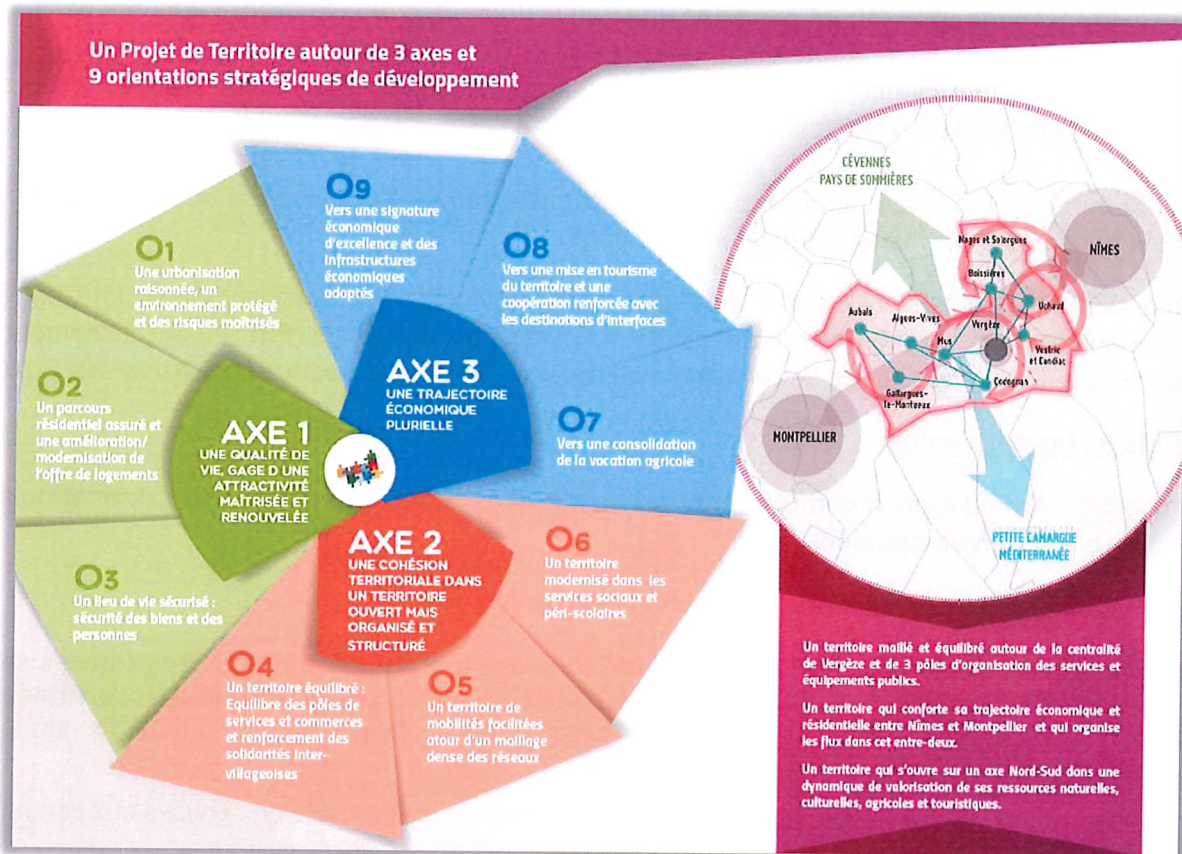 Un Projet de Territoire autour de 3 axes et
9 orientations stratégiques de développement
O1
Une urbanisation
raisonnée, un
environnement protégé
et des risques maîtrisés
O2
Un parcours
résidentiel assuré et
une amélioration/
modernisation de
l'offre de logements
O3
Un lieu de vie sécurisé :
sécurité des biens et des
personnes
AXE 1
UNE QUALITÉ DE
VIE, GAGE D UNE
ATTRACTIVITÉ
MAÎTRISÉE ET
RENOUVELÉE
O4
Un territoire équilibré :
Equilibre des pôles de
services et commerces
et renforcement des
solidarités inter-
villageoises
O5
Un territoire de
mobilités facilitées
atour d'un maillage
dense des réseaux
O6
Un territoire
modernisé dans les
services sociaux et
péri-scolaires
AXE 2
UNE COHÉSION
TERRITORIALE DANS
UN TERRITOIRE
OUVERT MAIS
ORGANISÉ ET
STRUCTURÉ
O7
Vers une consolidation
de la vocation agricole
O8
Vers une mise en tourisme
du territoire et une
coopération renforcée avec
les destinations d'interfaces
O9
Vers une signature
économique
d'excellence et des
infrastructures
économiques
adaptés
AXE 3
UNE TRAJECTOIRE
ÉCONOMIQUE
PLURIELLE
CÉVENNES
PAYS DE SOMMIÈRES
NÎMES
Nages et Solorgues
Boissières
Uchaud
Aubais
Aigues-Vives
Vergèze
Mus
Vestric
et Candiac
Codognan
Gallargues-
le-Montueux
MONTPELLIER
PETITE CAMARGUE
MÉDITERRANÉE
Un territoire maillé et équilibré autour de la centralité
de Vergèze et de 3 pôles d'organisation des services et
équipements publics.
Un territoire qui conforte sa trajectoire économique et
résidentielle entre Nîmes et Montpellier et qui organise
les flux dans cet entre-deux.
Un territoire qui s'ouvre sur un axe Nord-Sud dans une
dynamique de valorisation de ses ressources naturelles,
culturelles, agricoles et touristiques.